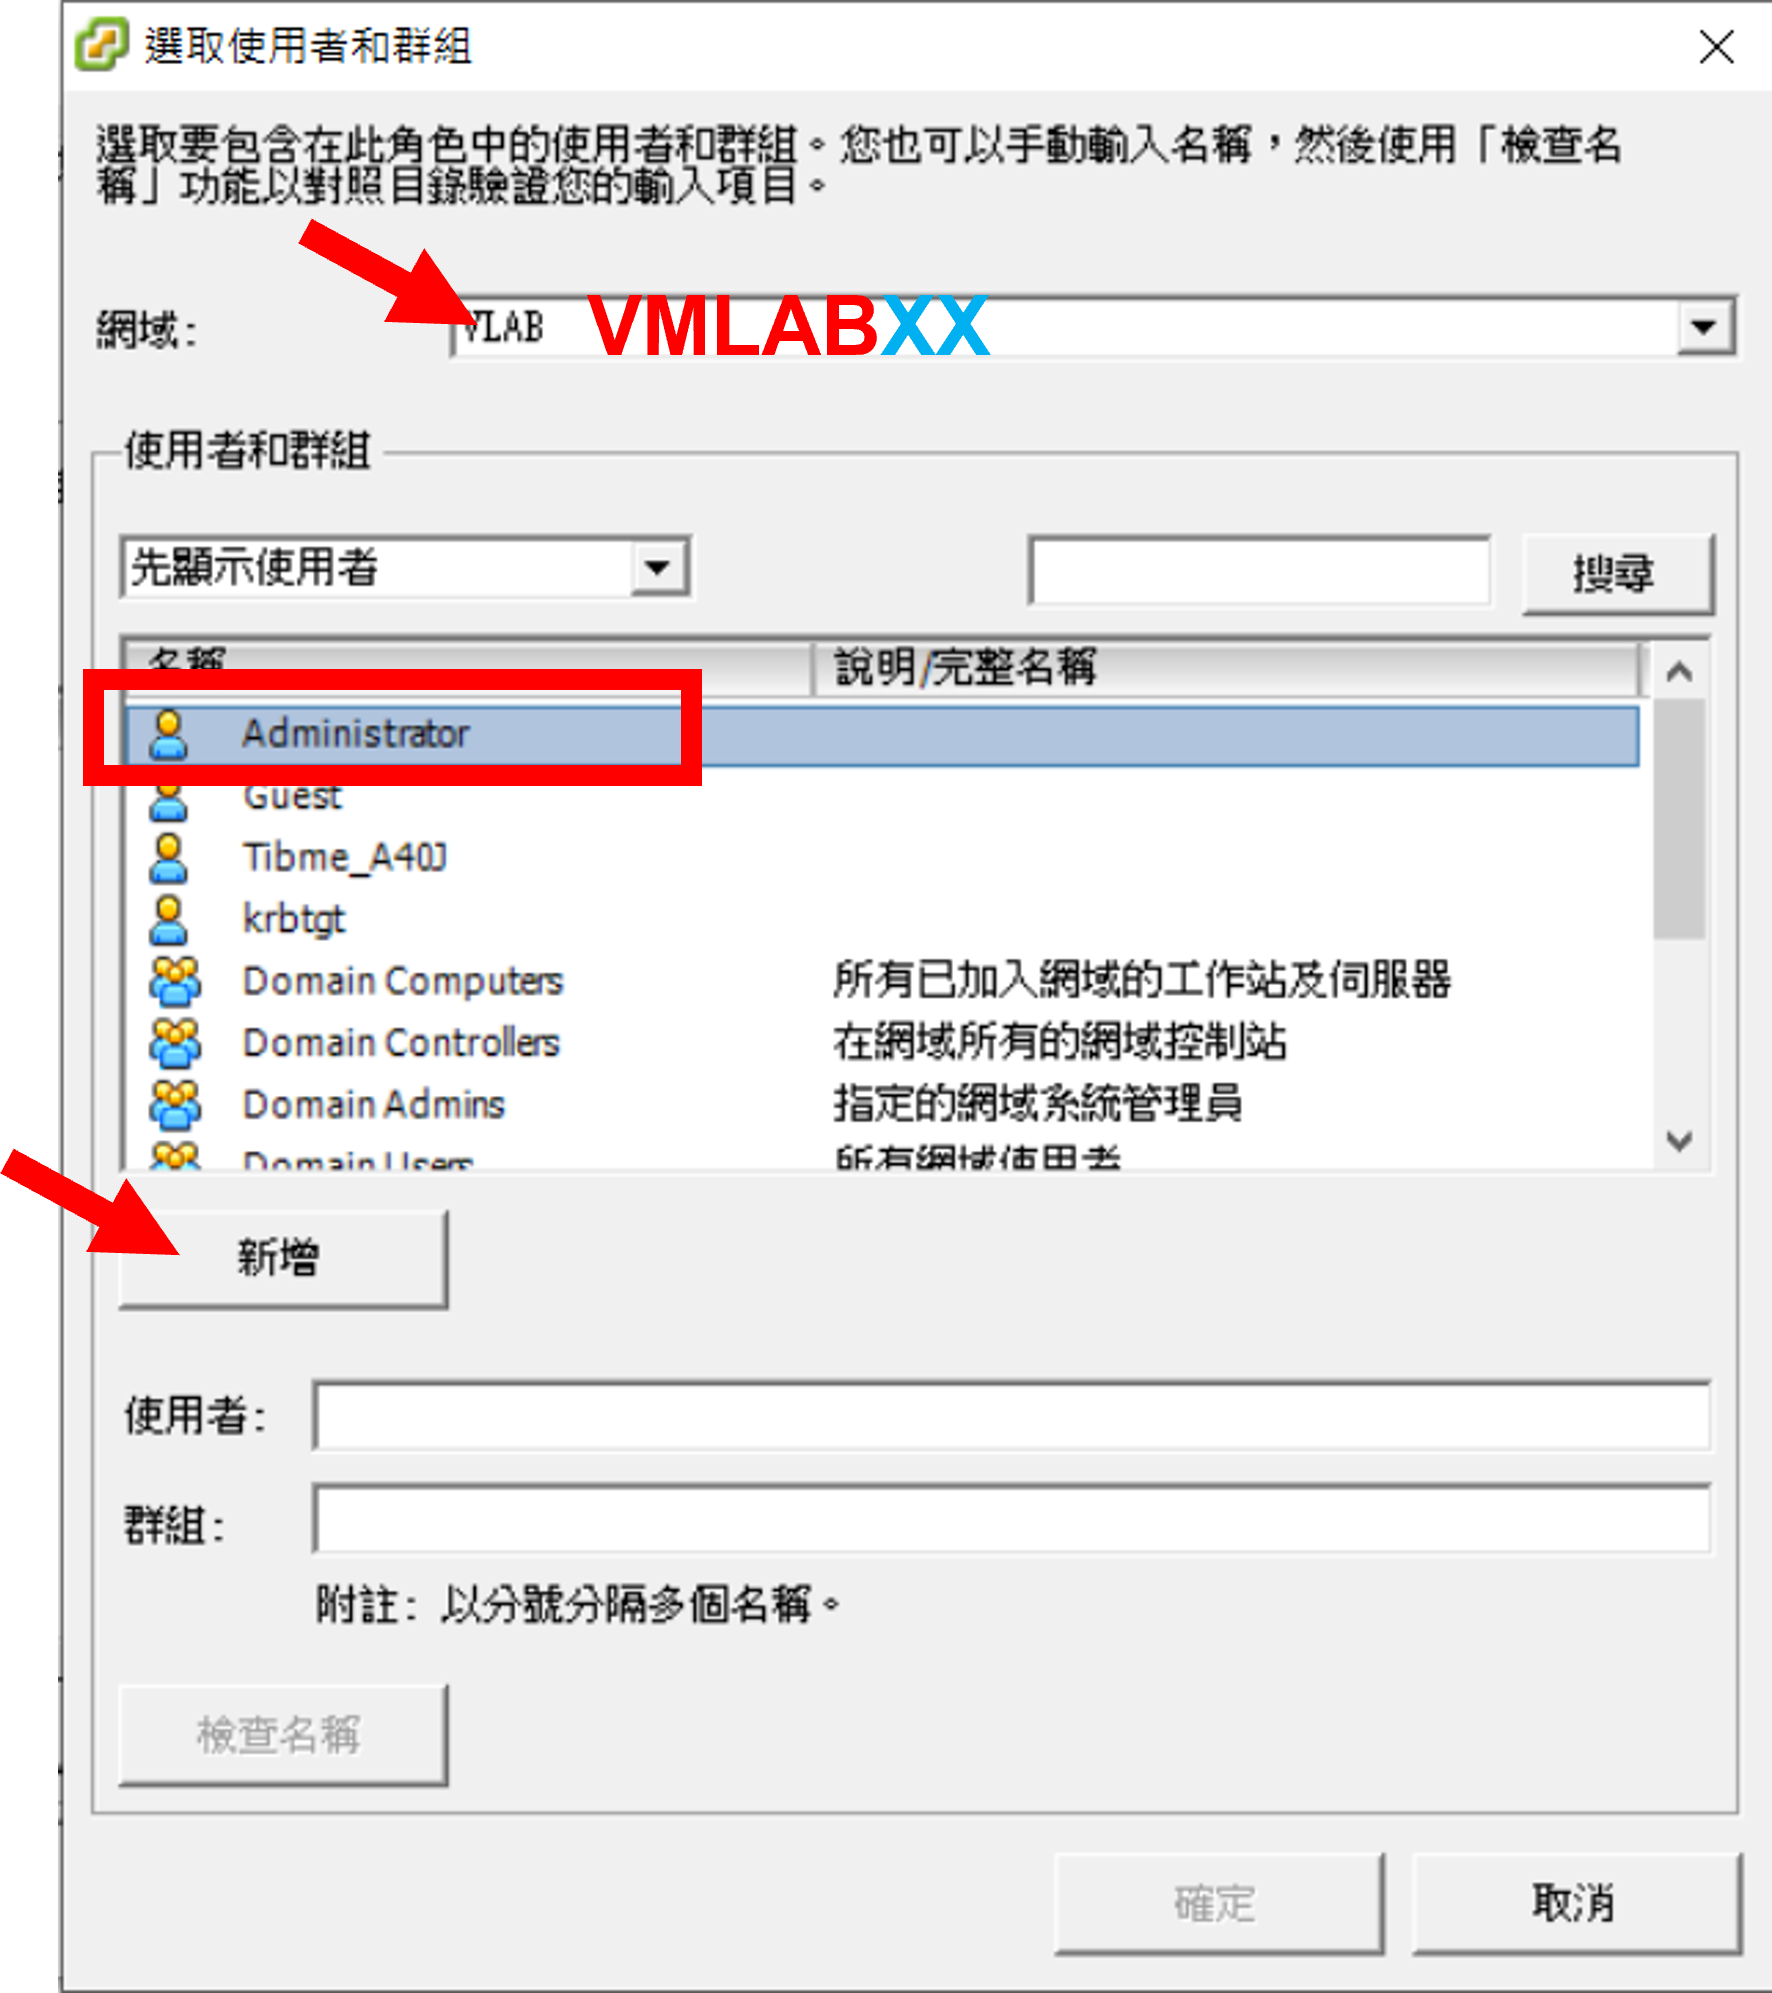 選取使用者和群組
選取要包含在此角色中的使用者和群組。您也可以手動輸入名稱，然後使用「檢查名
稱」功能以對照目錄驗證您的輸入項目。
網域: VLAB VMLABXX
使用者和群組
先顯示使用者 搜尋
名稱 說明/完整名稱
Administrator
Guest
Tibme_A40J
krbtgt
Domain Computers 所有已加入網域的工作站及伺服器
Domain Controllers 在網域所有的網域控制站
Domain Admins 指定的網域系統管理員
Domain Users 所有網域使用者
新增
使用者:
群組:
附註: 以分號分隔多個名稱。
檢查名稱
確定 取消